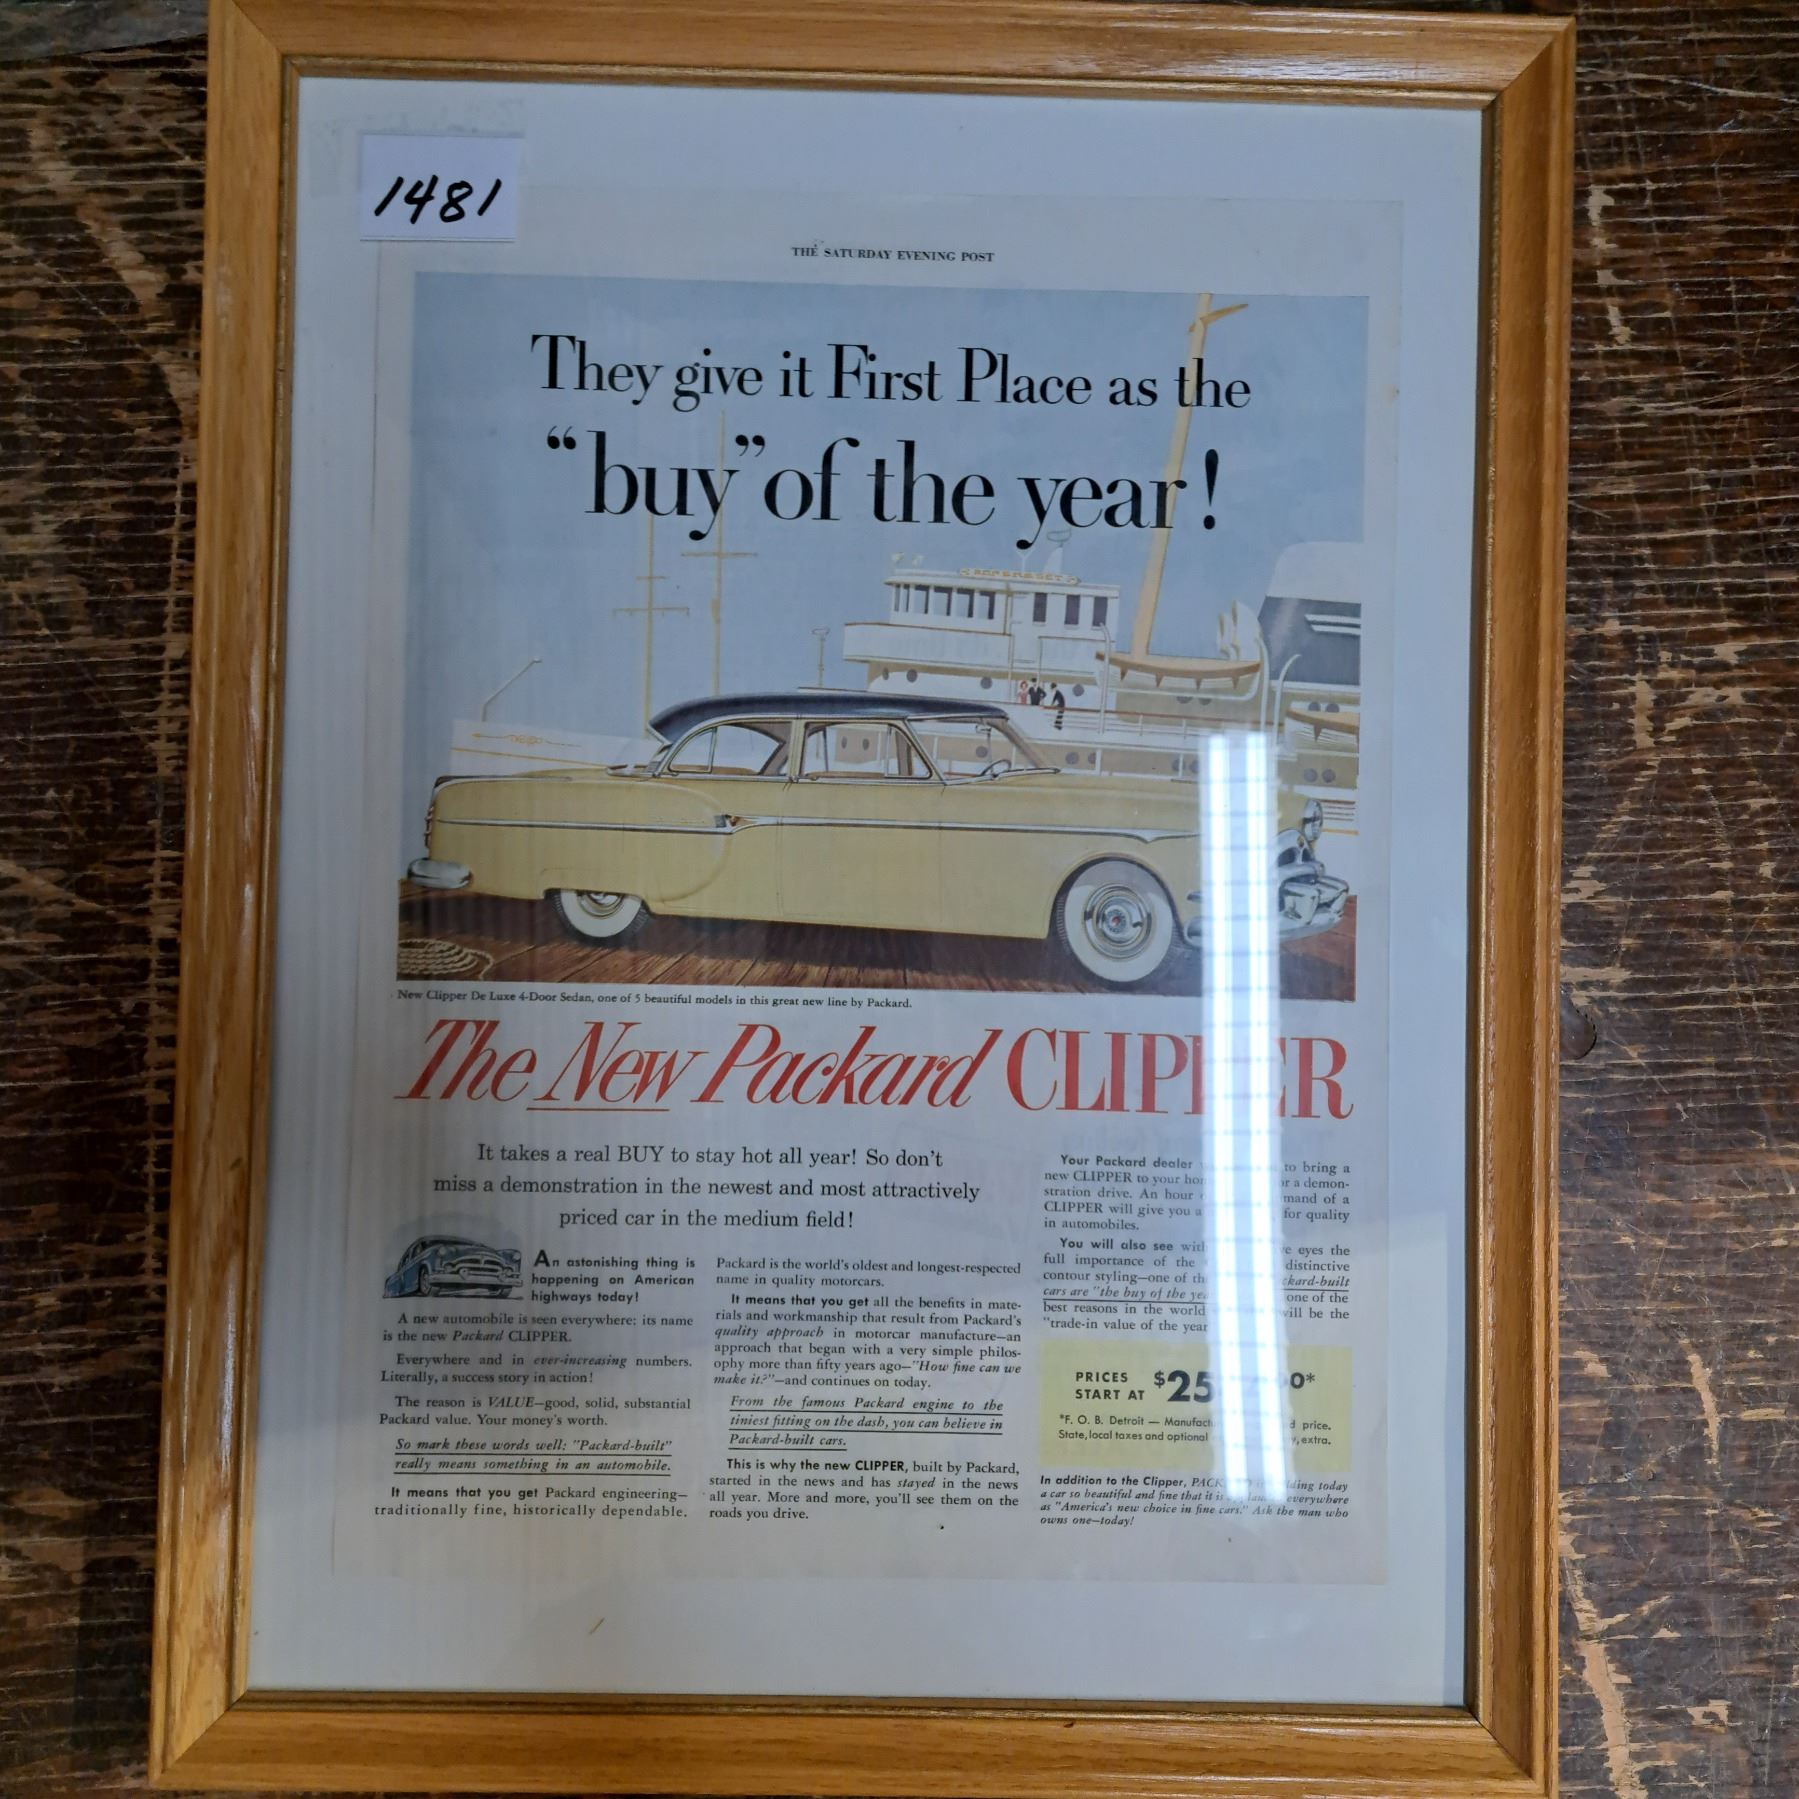 1481
THE SATURDAY EVENING POST
They give it First Place as the
"buy" of the year!
New Clipper De Luxe 4-Door Sedan, one of 5 beautiful models in this great new line by Packard.
The New Packard CLIPPER
It takes a real BUY to stay hot all year! So don't
miss a demonstration in the newest and most attractively
priced car in the medium field!
An astonishing thing is
happening on American
highways today!
A new automobile is seen everywhere: its name
is the new Packard CLIPPER.
Everywhere and in ever-increasing numbers.
Literally, a success story in action!
The reason is VALUE—good, solid, substantial
Packard value. Your money's worth.
So mark these words well: "Packard-built"
really means something in an automobile.
It means that you get Packard engineering—
traditionally fine, historically dependable.
Packard is the world's oldest and longest-respected
name in quality motorcars.
It means that you get all the benefits in mate-
rials and workmanship that result from Packard's
quality approach in motorcar manufacture—an
approach that began with a very simple philos-
ophy more than fifty years ago—"How fine can we
make it?"—and continues on today.
From the famous Packard engine to the
tiniest fitting on the dash, you can believe in
Packard-built cars.
This is why the new CLIPPER, built by Packard,
started in the news and has stayed in the news
all year. More and more, you'll see them on the
roads you drive.
Your Packard dealer to bring a
new CLIPPER to your a demon-
stration drive. An hour of a
CLIPPER will give you a for quality
in automobiles.
You will also see with eyes the
full importance of the distinctive
contour styling—one of
cars are "the buy of the one of the
best reasons in the world will be the
"trade-in value of the year
PRICES
START AT $25
*F. O. B. Detroit — price.
State, local taxes and optional extra.
In addition to the Clipper, PACKARD is building today
a car so beautiful and fine that it is everywhere
as "America's new choice in fine cars." Ask the man who
owns one—today!